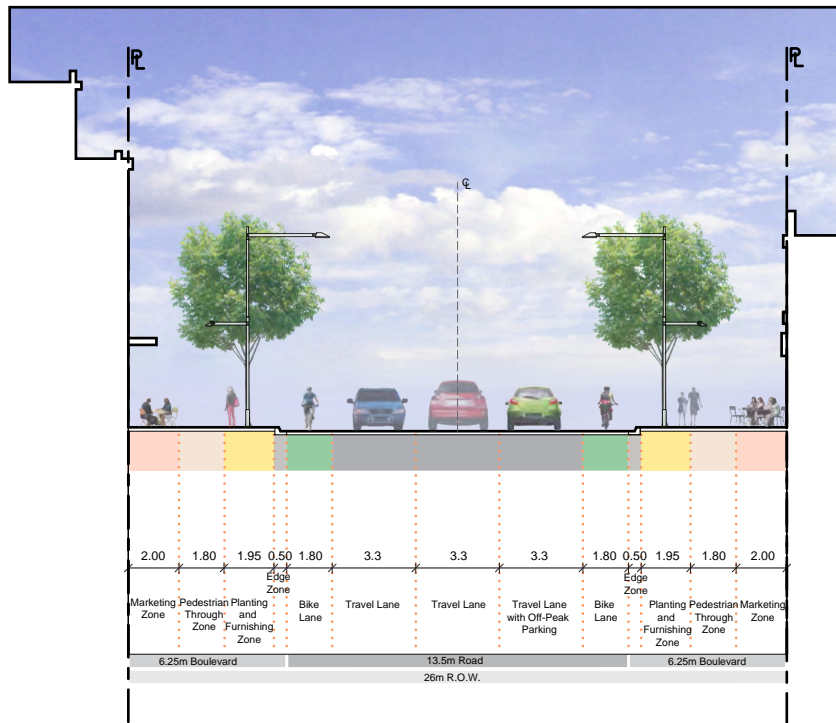 PL
PL
CL
2.00 1.80 1.95 0.50 1.80 3.3 3.3 3.3 1.80 0.50 1.95 1.80 2.00
Marketing
Zone
Pedestrian
Through
Zone
Planting
and
Furnishing
Zone
Edge
Zone
Bike
Lane
Travel Lane
Travel Lane
Travel Lane
with Off-Peak
Parking
Bike
Lane
Edge
Zone
Planting
and
Furnishing
Zone
Pedestrian
Through
Zone
Marketing
Zone
6.25m Boulevard 13.5m Road 6.25m Boulevard
26m R.O.W.